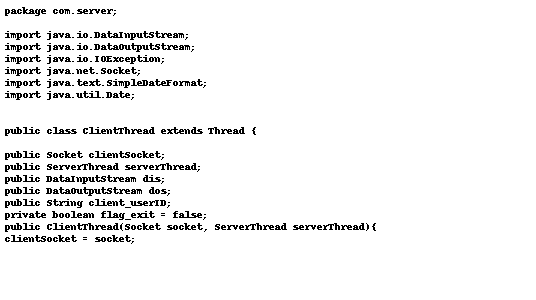 package com.server;
import java.io.DataInputStream;
import java.io.DataOutputStream;
import java.io.IOException;
import java.net.Socket;
import java.text.SimpleDateFormat;
import java.util.Date;
public class ClientThread extends Thread {
public Socket clientSocket;
public ServerThread serverThread;
public DataInputStream dis;
public DataOutputStream dos;
public String client_userID;
private boolean flag_exit = false;
public ClientThread(Socket socket, ServerThread serverThread){
clientSocket = socket;